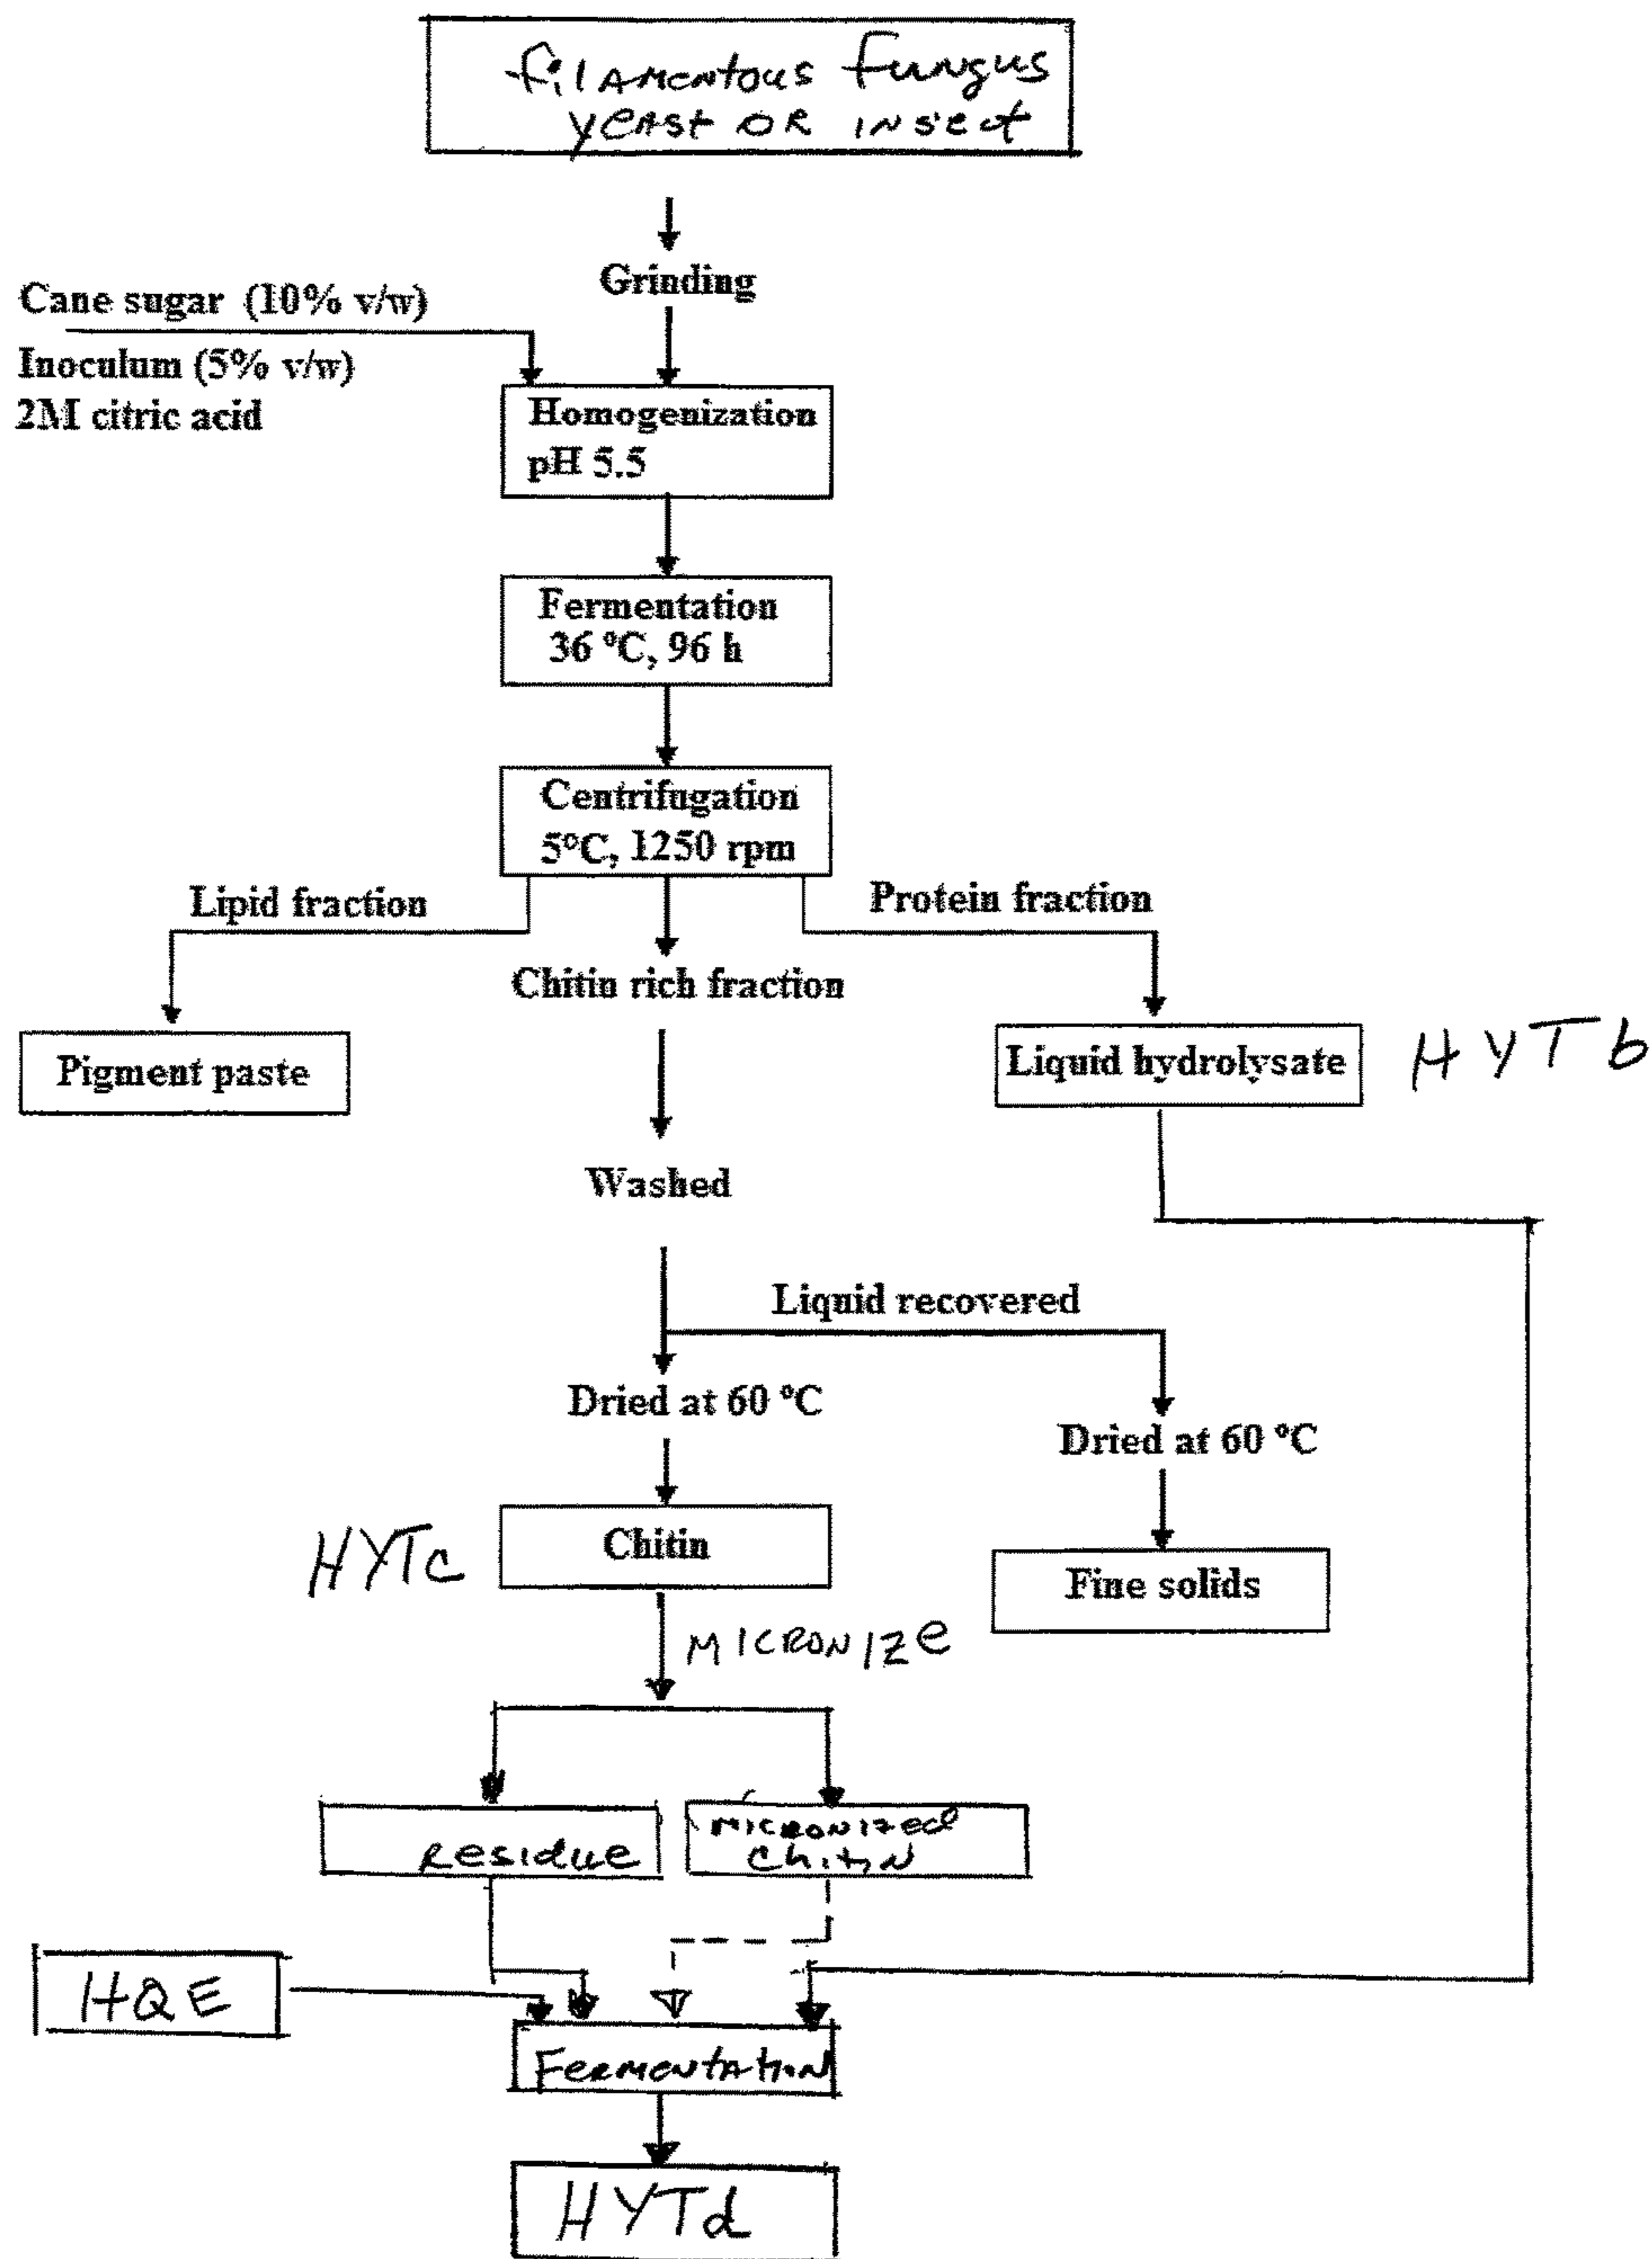 filamentous fungus
yeast or insect
Grinding
Cane sugar (10% v/w)
Inoculum (5% v/w)
2M citric acid
Homogenization
pH 5.5
Fermentation
36 ºC, 96 h
Centrifugation
5°C, 1250 rpm
Lipid fraction
Protein fraction
Chitin rich fraction
Pigment paste
Liquid hydrolysate
HYTb
Washed
Liquid recovered
Dried at 60 ºC
Dried at 60 ºC
HYTc
Chitin
Fine solids
MICRONIZE
Residue
Micronized
Chitin
HQE
Fermentation
HYTd